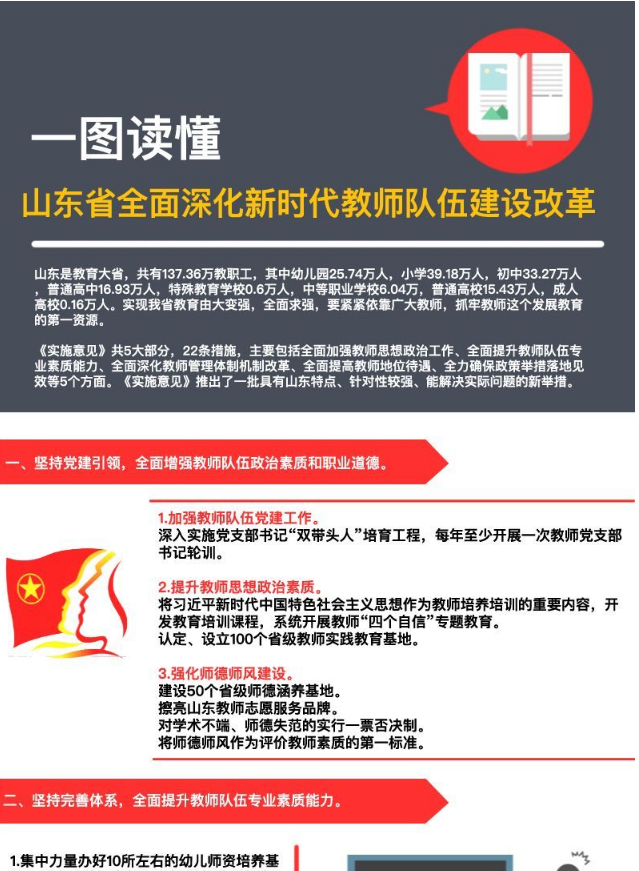 一图读懂
山东省全面深化新时代教师队伍建设改革
山东是教育大省，共有137.36万教职工，其中幼儿园25.74万人，小学39.18万人，初中33.27万人
，普通高中16.93万人，特殊教育学校0.6万人，中等职业学校6.04万，普通高校15.43万人，成人
高校0.16万人。实现我省教育由大变强，全面求强，要紧紧依靠广大教师，抓牢教师这个发展教育
的第一资源。
《实施意见》共5大部分，22条措施，主要包括全面加强教师思想政治工作、全面提升教师队伍专
业素质能力、全面深化教师管理体制机制改革、全面提高教师地位待遇、全力确保政策举措落地见
效等5个方面。《实施意见》推出了一批具有山东特点、针对性较强、能解决实际问题的新举措。
一、坚持党建引领，全面增强教师队伍政治素质和职业道德。
1.加强教师队伍党建工作。
深入实施党支部书记“双带头人”培育工程，每年至少开展一次教师党支部
书记轮训。
2.提升教师思想政治素质。
将习近平新时代中国特色社会主义思想作为教师培养培训的重要内容，开
发教育培训课程，系统开展教师“四个自信”专题教育。
认定、设立100个省级教师实践教育基地。
3.强化师德师风建设。
建设50个省级师德涵养基地。
擦亮山东教师志愿服务品牌。
对学术不端、师德失范的实行一票否决制。
将师德师风作为评价教师素质的第一标准。
二、坚持完善体系，全面提升教师队伍专业素质能力。
1.集中力量办好10所左右的幼儿师资培养基